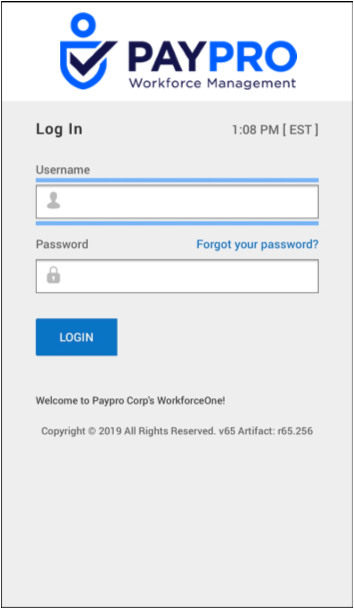 PAYPRO
Workforce Management
Log In 1:08 PM [ EST ]
Username
Password Forgot your password?
LOGIN
Welcome to Paypro Corp's WorkforceOne!
Copyright © 2019 All Rights Reserved. v65 Artifact: r65.256